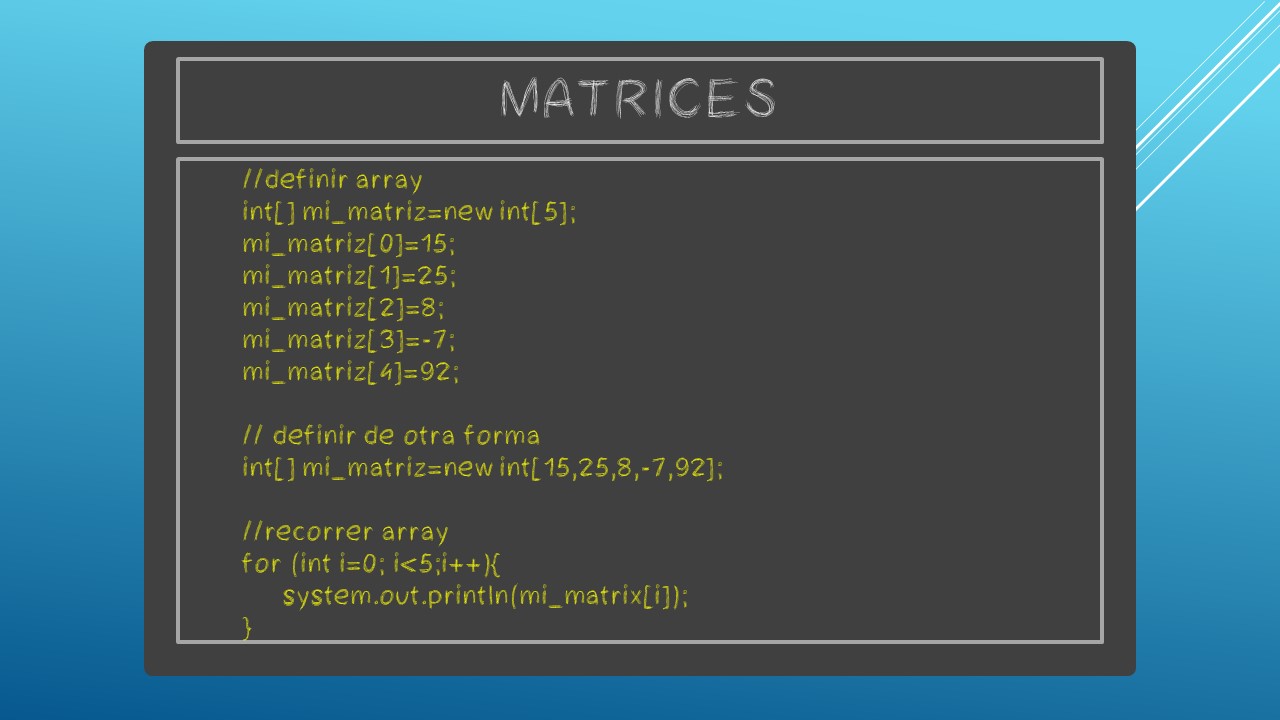 MATRICES
//definir array
int[] mi_matriz=new int[5];
mi_matriz[0]=15;
mi_matriz[1]=25;
mi_matriz[2]=8;
mi_matriz[3]=-7;
mi_matriz[4]=92;
// definir de otra forma
int[] mi_matriz=new int[15,25,8,-7,92];
//recorrer array
for (int i=0; i<5;i++){
system.out.println(mi_matrix[i]);
}